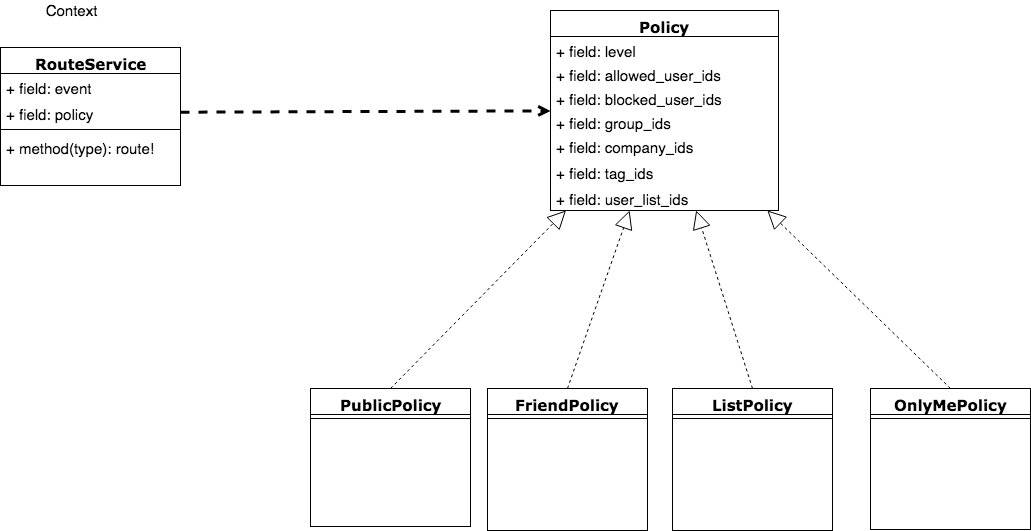 Context
RouteService
+ field: event
+ field: policy
+ method(type): route!
Policy
+ field: level
+ field: allowed_user_ids
+ field: blocked_user_ids
+ field: group_ids
+ field: company_ids
+ field: tag_ids
+ field: user_list_ids
PublicPolicy
FriendPolicy
ListPolicy
OnlyMePolicy